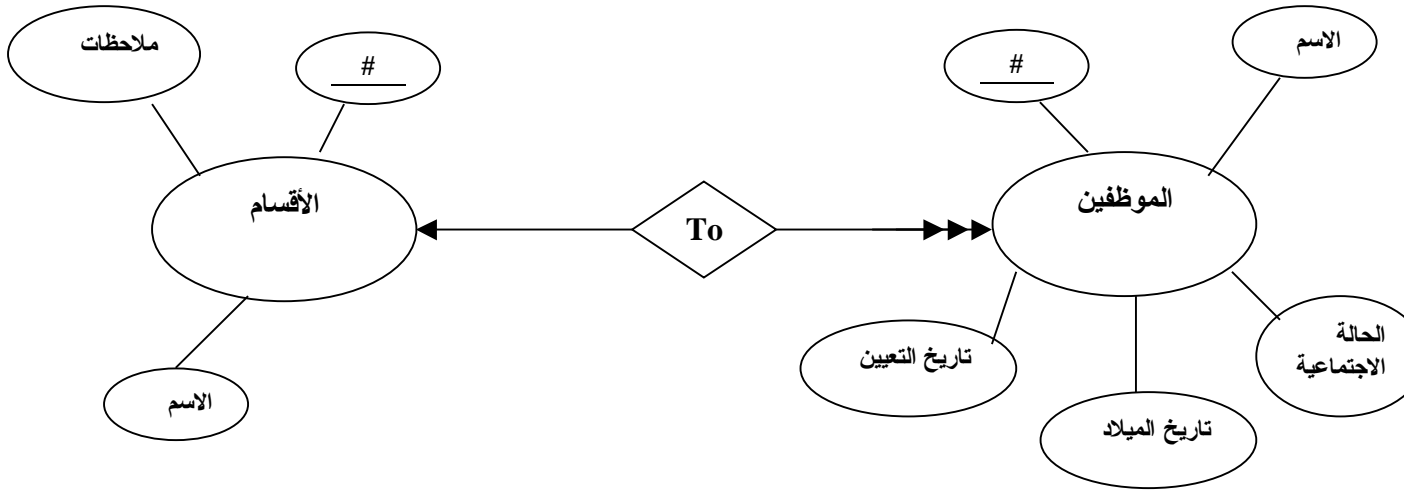 الاسم
#
ملاحظات
#
الموظفين
الأقسام
To
الحالة
الاجتماعية
تاريخ التعيين
تاريخ الميلاد
الاسم